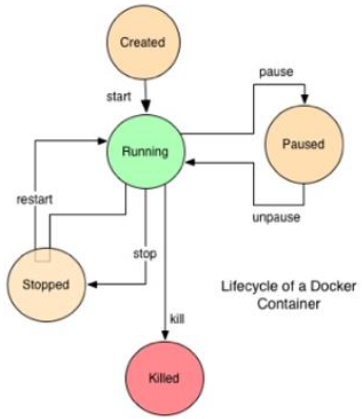 Created
start
pause
Running
Paused
restart
unpause
stop
Stopped
Lifecycle of a Docker
Container
kill
Killed